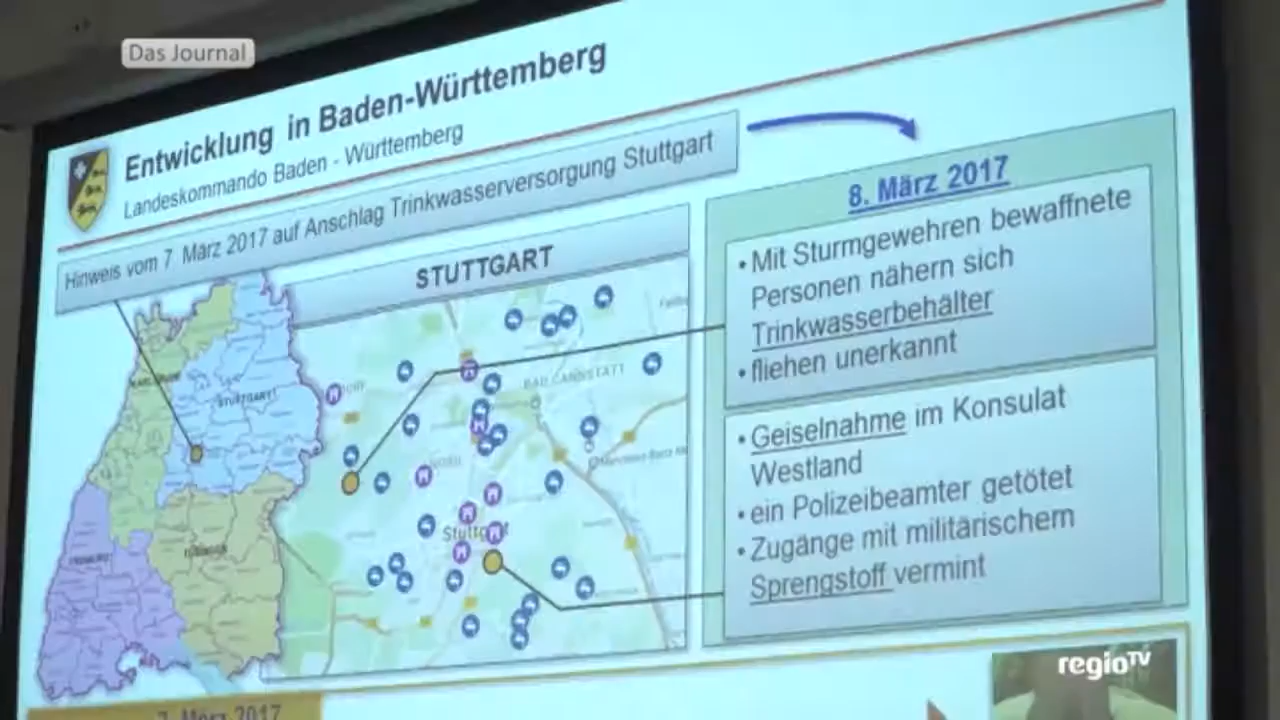 Das Journal
Entwicklung in Baden-Württemberg
Landeskommando Baden - Württemberg
Hinweis vom 7. März 2017 auf Anschlag Trinkwasserversorgung Stuttgart
STUTTGART
8. März 2017
• Mit Sturmgewehren bewaffnete
Personen nähern sich
Trinkwasserbehälter
• fliehen unerkannt
• Geiselnahme im Konsulat
Westland
• ein Polizeibeamter getötet
• Zugänge mit militärischem
Sprengstoff vermint
STUTTGART
BAD CANNSTATT
Stuttgart
7. März 2017
regioTV